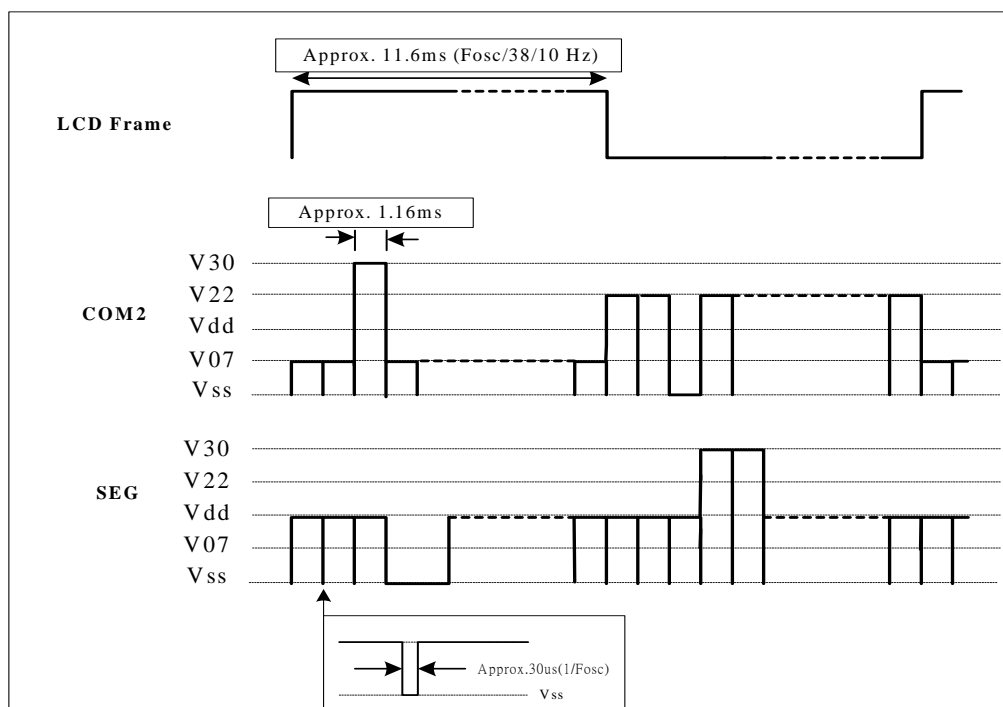 Approx. 11.6ms (Fosc/38/10 Hz)
LCD Frame
Approx. 1.16ms
V30
V22
COM2
Vdd
V07
Vss
V30
V22
SEG
Vdd
V07
Vss
Approx.30us(1/Fosc)
Vss